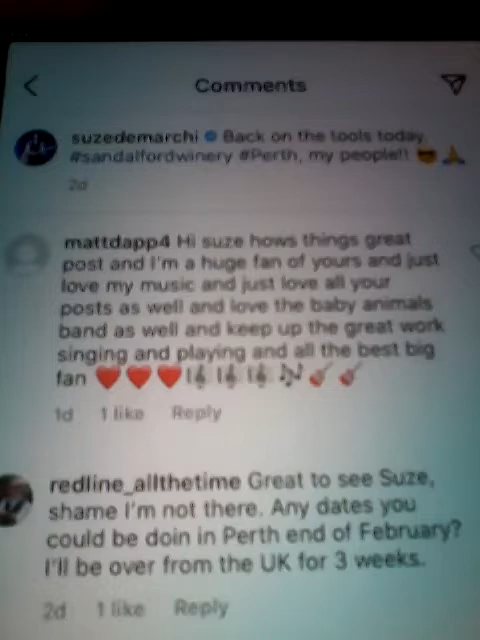 Comments
suzedemarchi Back on the tools today.
#sandalfordwinery #Perth, my people!! 😎🙏
2d
mattdapp4 Hi suze hows things great
post and I'm a huge fan of yours and just
love my music and just love all your
posts as well and love the baby animals
band as well and keep up the great work
singing and playing and all the best big
fan ❤️❤️❤️🎼🎼🎼🎶🎸🎸
1d 1 like Reply
redline_allthetime Great to see Suze,
shame I'm not there. Any dates you
could be doin in Perth end of February?
I'll be over from the UK for 3 weeks.
2d 1 like Reply